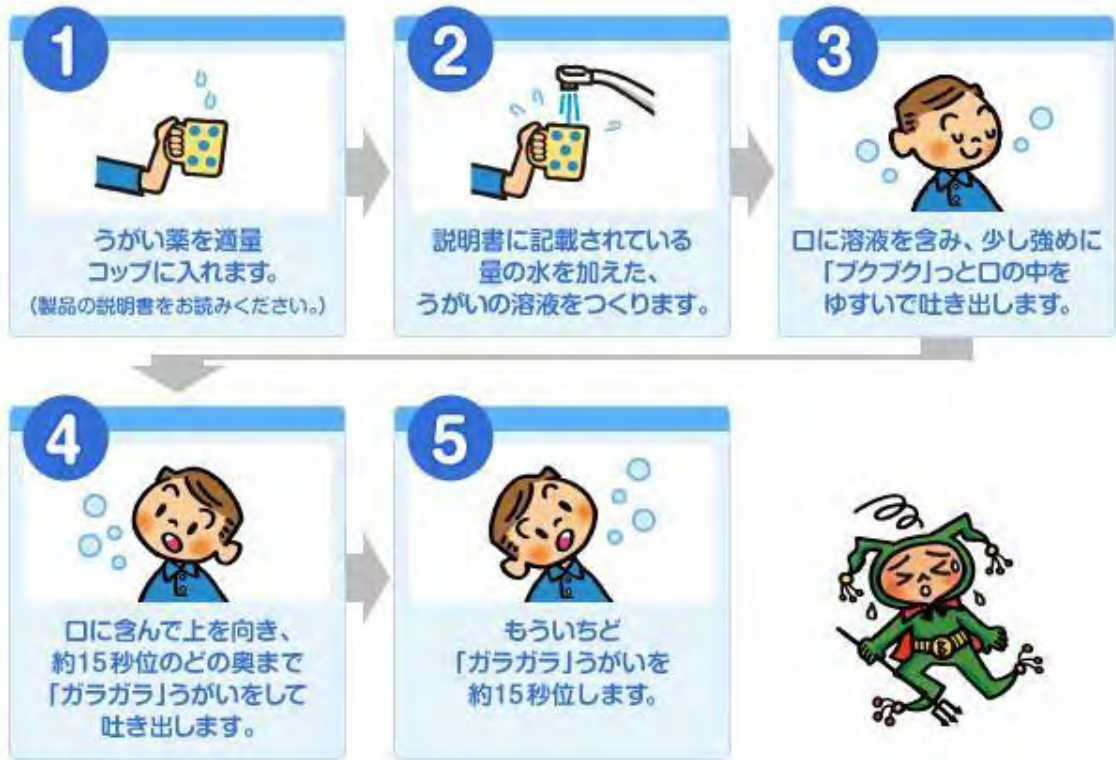 1
うがい薬を適量
コップに入れます。
(製品の説明書をお読みください。)
2
説明書に記載されている
量の水を加えた、
うがいの溶液をつくります。
3
口に溶液を含み、少し強めに
「ブクブク」っと口の中を
ゆすいで吐き出します。
4
口に含んで上を向き、
約15秒位のどの奥まで
「ガラガラ」うがいをして
吐き出します。
5
もういちど
「ガラガラ」うがいを
約15秒位します。